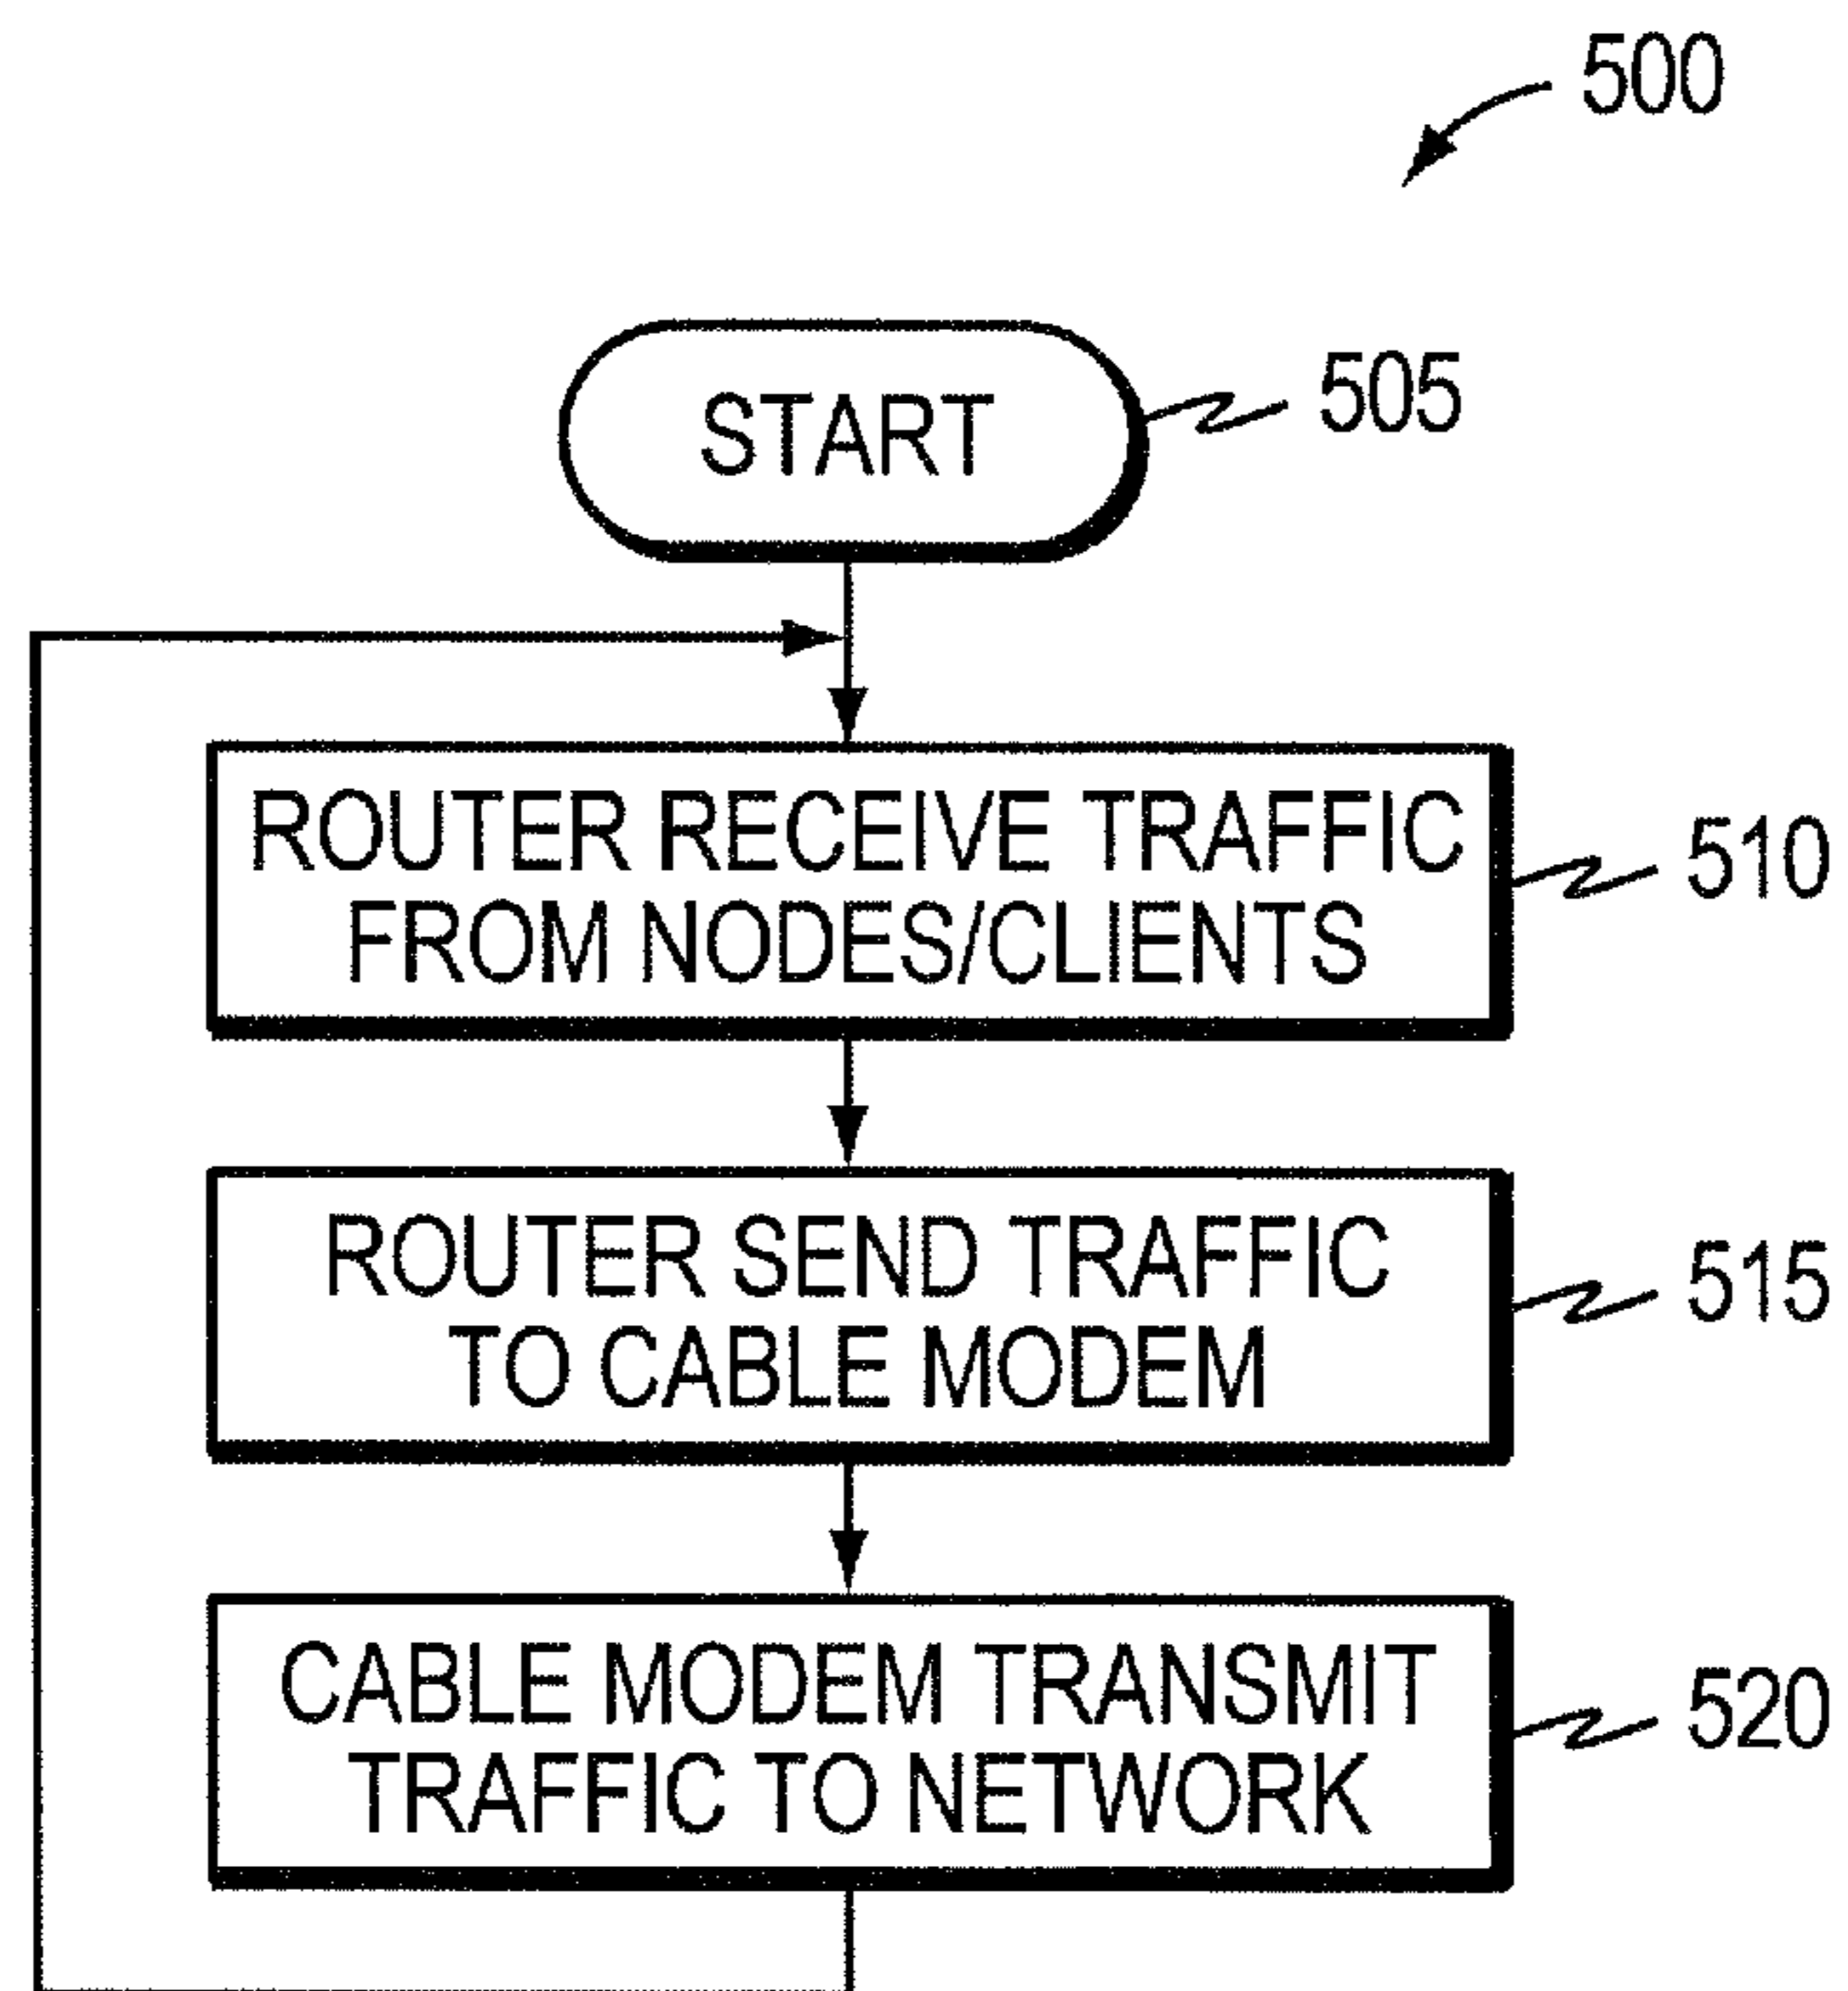 500
START
505
ROUTER RECEIVE TRAFFIC
FROM NODES/CLIENTS
510
ROUTER SEND TRAFFIC
TO CABLE MODEM
515
CABLE MODEM TRANSMIT
TRAFFIC TO NETWORK
520